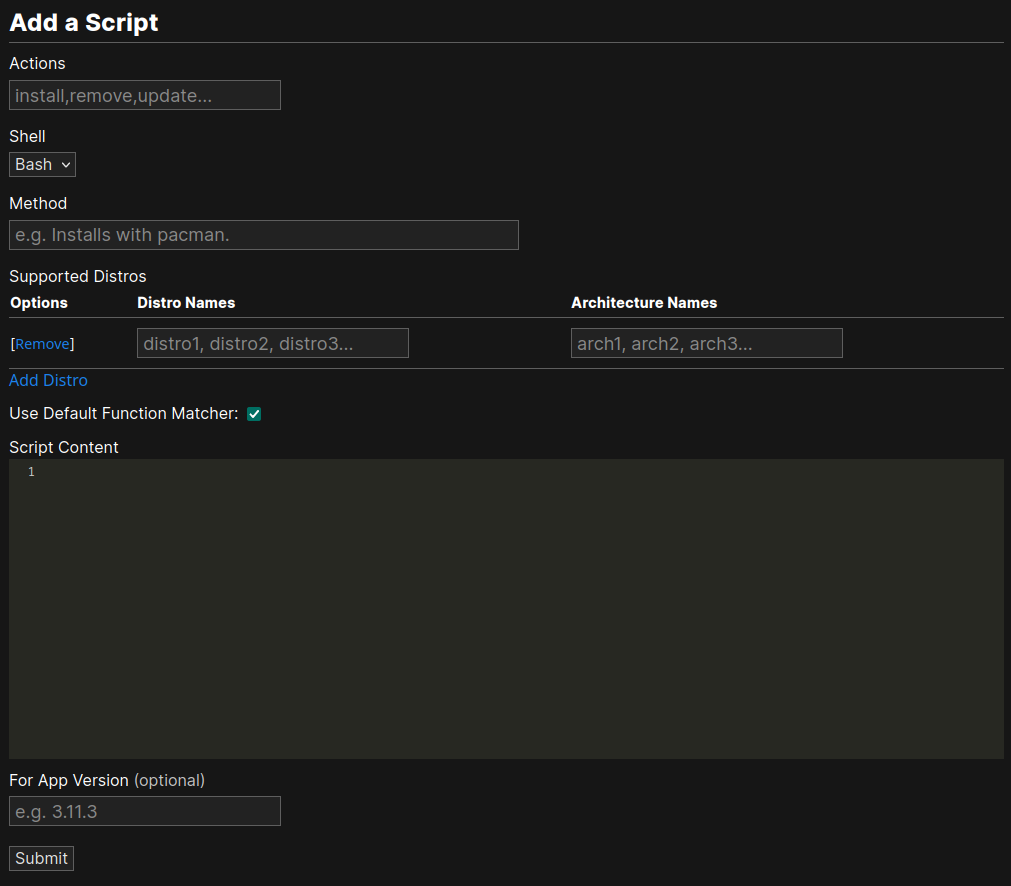 Add a Script
Actions
install,remove,update...
Shell
Bash
Method
e.g. Installs with pacman.
Supported Distros
Options Distro Names Architecture Names
[Remove] distro1, distro2, distro3... arch1, arch2, arch3...
Add Distro
Use Default Function Matcher:
Script Content
1
For App Version (optional)
e.g. 3.11.3
Submit